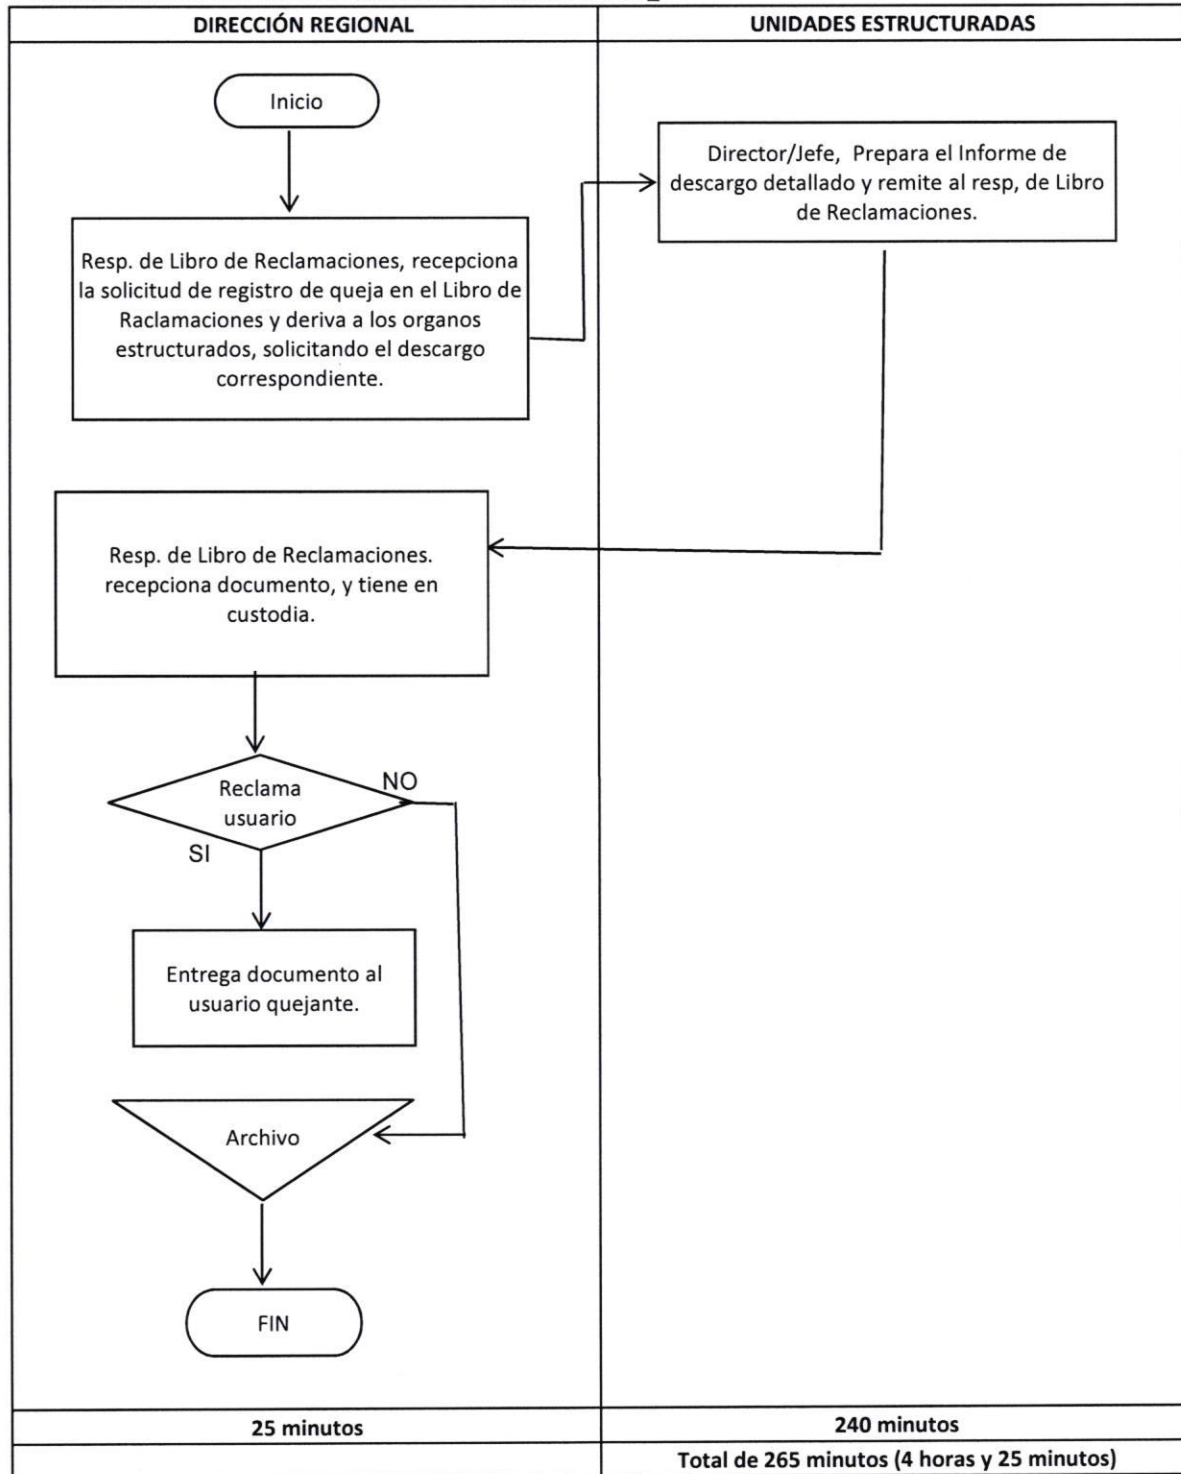 DIRECCIÓN REGIONAL
UNIDADES ESTRUCTURADAS
Inicio
Director/Jefe, Prepara el Informe de
descargo detallado y remite al resp, de Libro
de Reclamaciones.
Resp. de Libro de Reclamaciones, recepciona
la solicitud de registro de queja en el Libro de
Raclamaciones y deriva a los organos
estructurados, solicitando el descargo
correspondiente.
Resp. de Libro de Reclamaciones.
recepciona documento, y tiene en
custodia.
Reclama
usuario
NO
SI
Entrega documento al
usuario quejante.
Archivo
FIN
25 minutos
240 minutos
Total de 265 minutos (4 horas y 25 minutos)